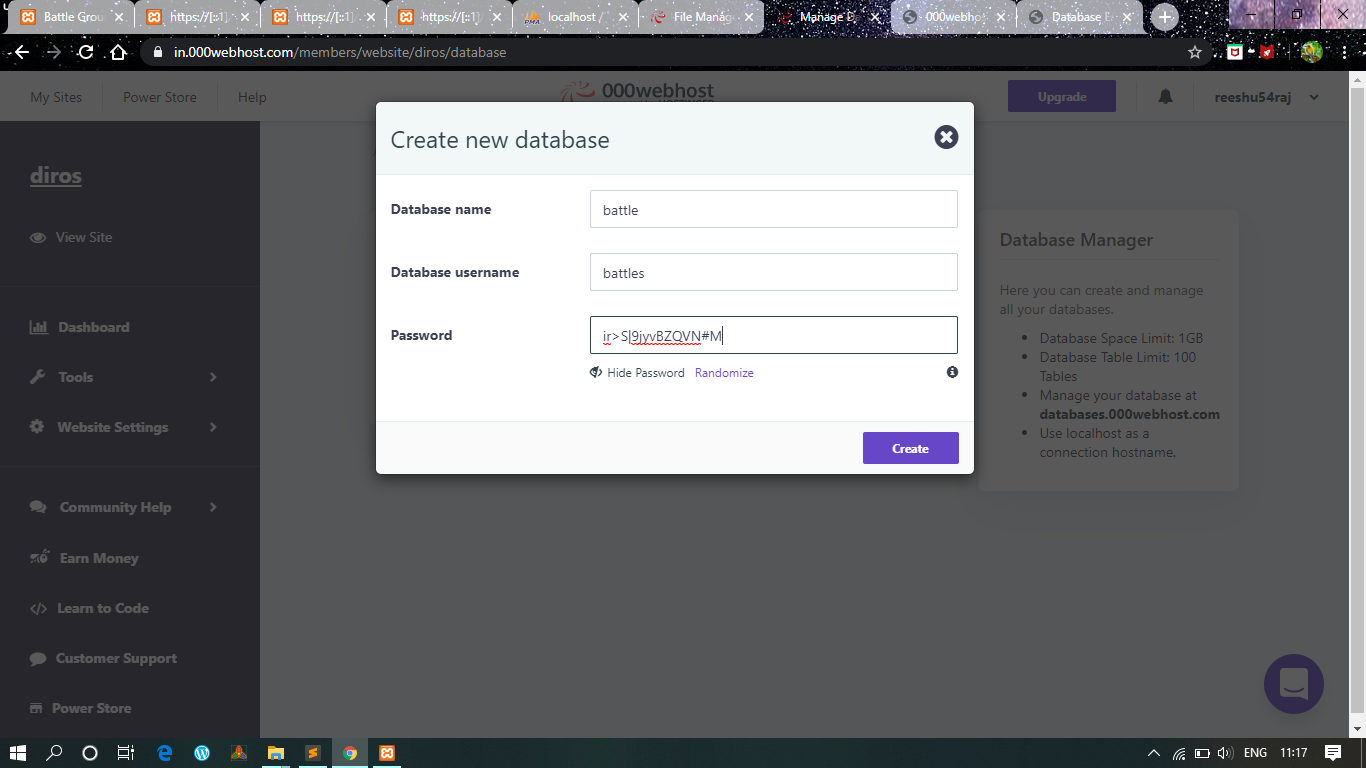 Battle Grou
https://[::1]
https://[::1]
https://[::1]
PMA
localhost /
File Manag
Manage D
000webho
Database E
in.000webhost.com/members/website/diros/database
My Sites
Power Store
Help
000webhost
Upgrade
reeshu54raj
Create new database
Database name
battle
Database username
battles
Password
ir>S|9jyvBZQVN#M
Hide Password
Randomize
Create
diros
View Site
Dashboard
Tools
Website Settings
Community Help
Earn Money
Learn to Code
Customer Support
Power Store
Database Manager
Here you can create and manage
all your databases.
Database Space Limit: 1GB
Database Table Limit: 100
Tables
Manage your database at
databases.000webhost.com
Use localhost as a
connection hostname.
ENG
11:17